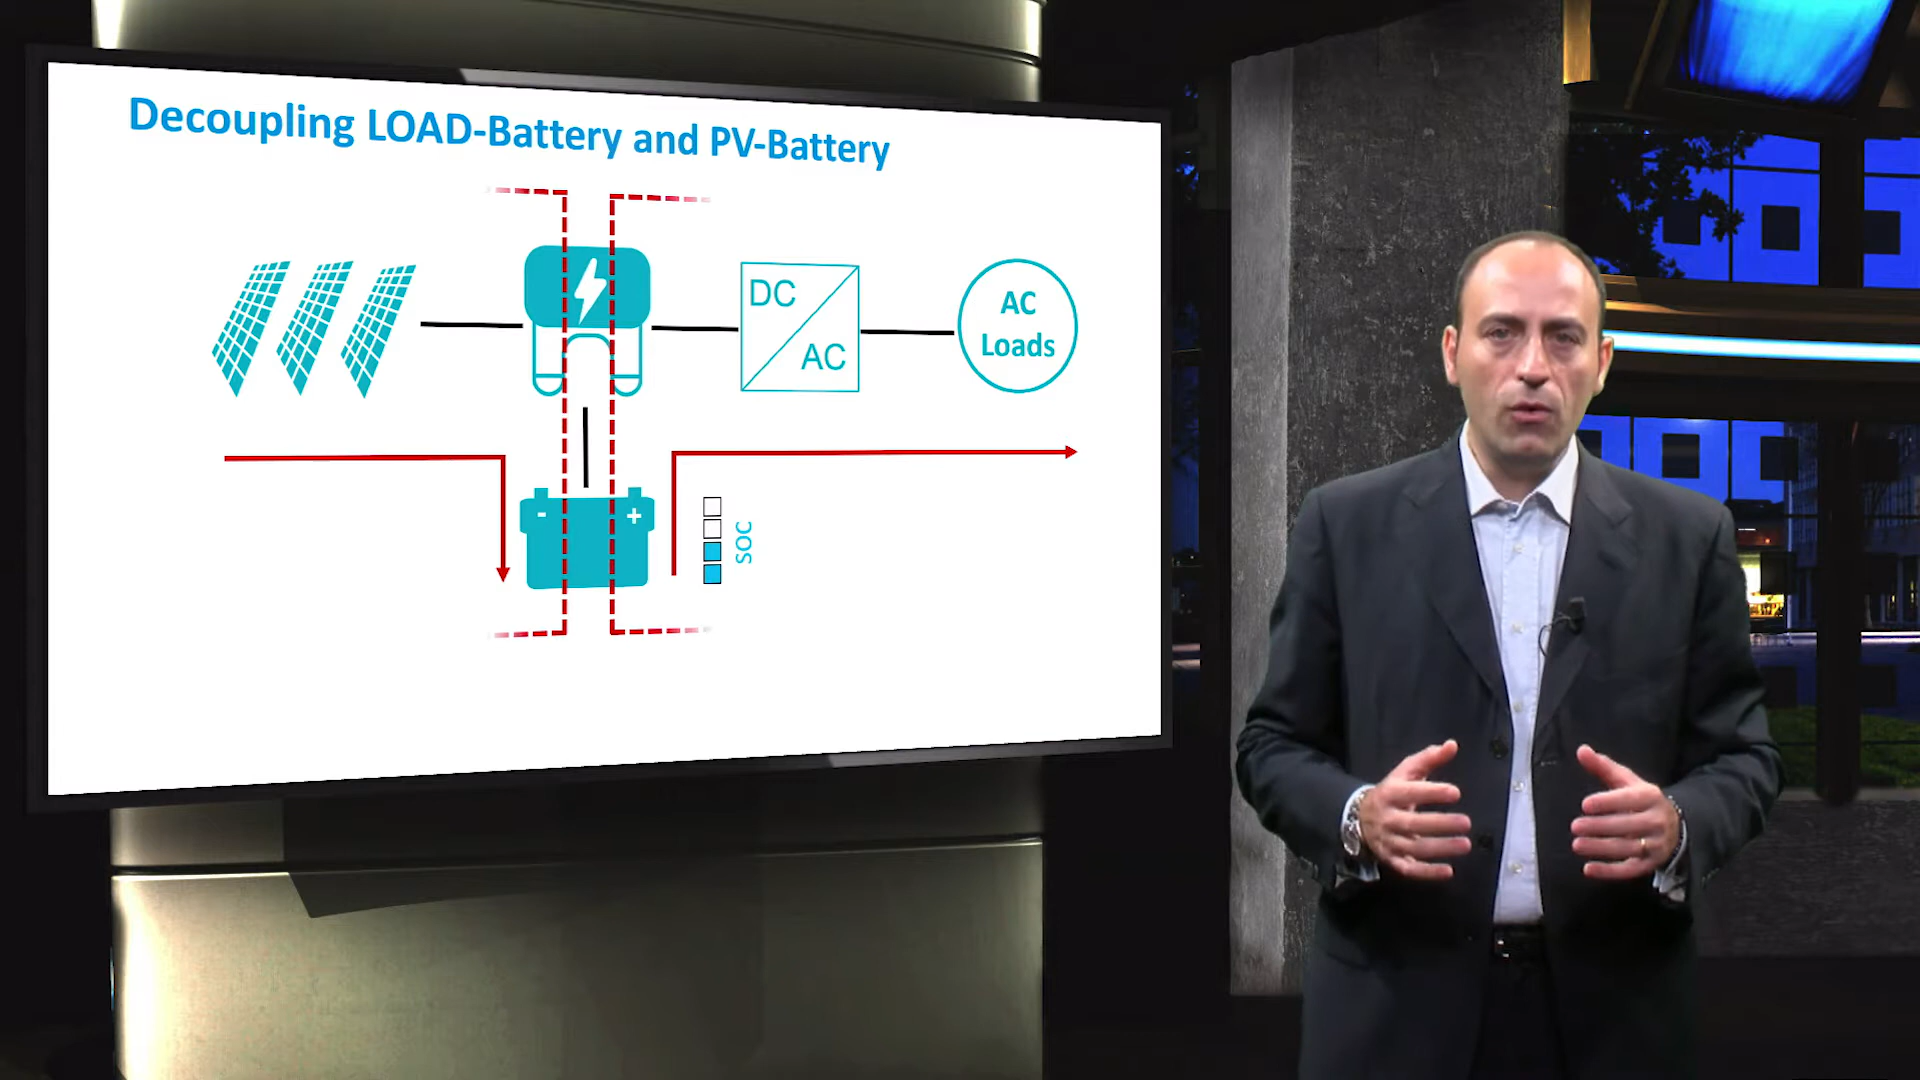 Decoupling LOAD-Battery and PV-Battery
DC
AC
AC
Loads
-
+
SOC